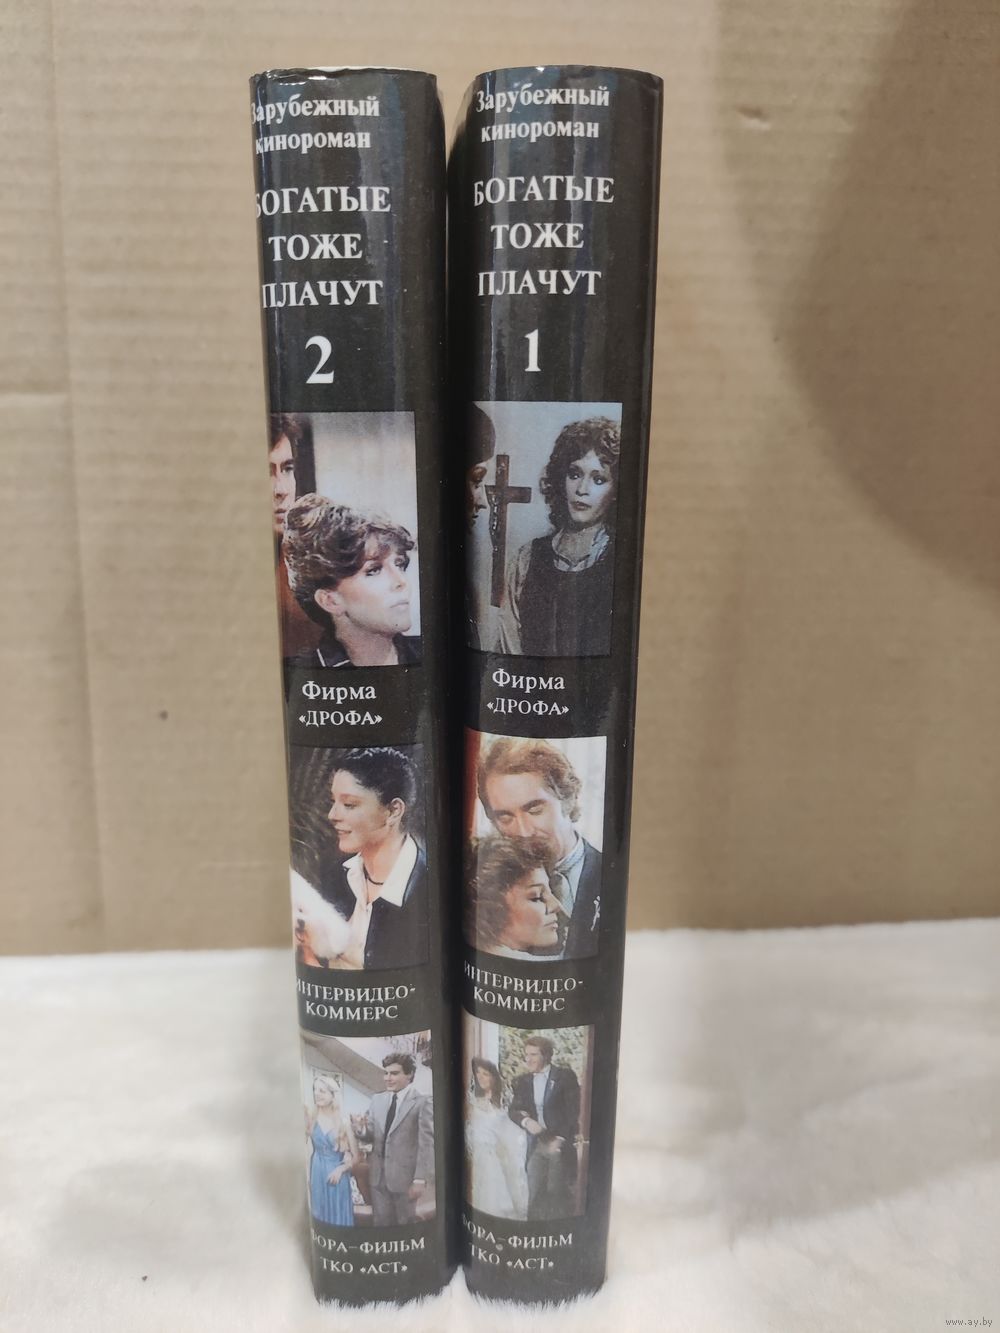 Зарубежный
кинороман
БОГАТЫЕ
ТОЖЕ
ПЛАЧУТ
2
Фирма
«ДРОФА»
ИНТЕРВИДЕО-
КОММЕРС
ФОРА-ФИЛЬМ
ТКО «АСТ»
Зарубежный
кинороман
БОГАТЫЕ
ТОЖЕ
ПЛАЧУТ
1
Фирма
«ДРОФА»
ИНТЕРВИДЕО-
КОММЕРС
ФОРА-ФИЛЬМ
ТКО «АСТ»
www.ay.by